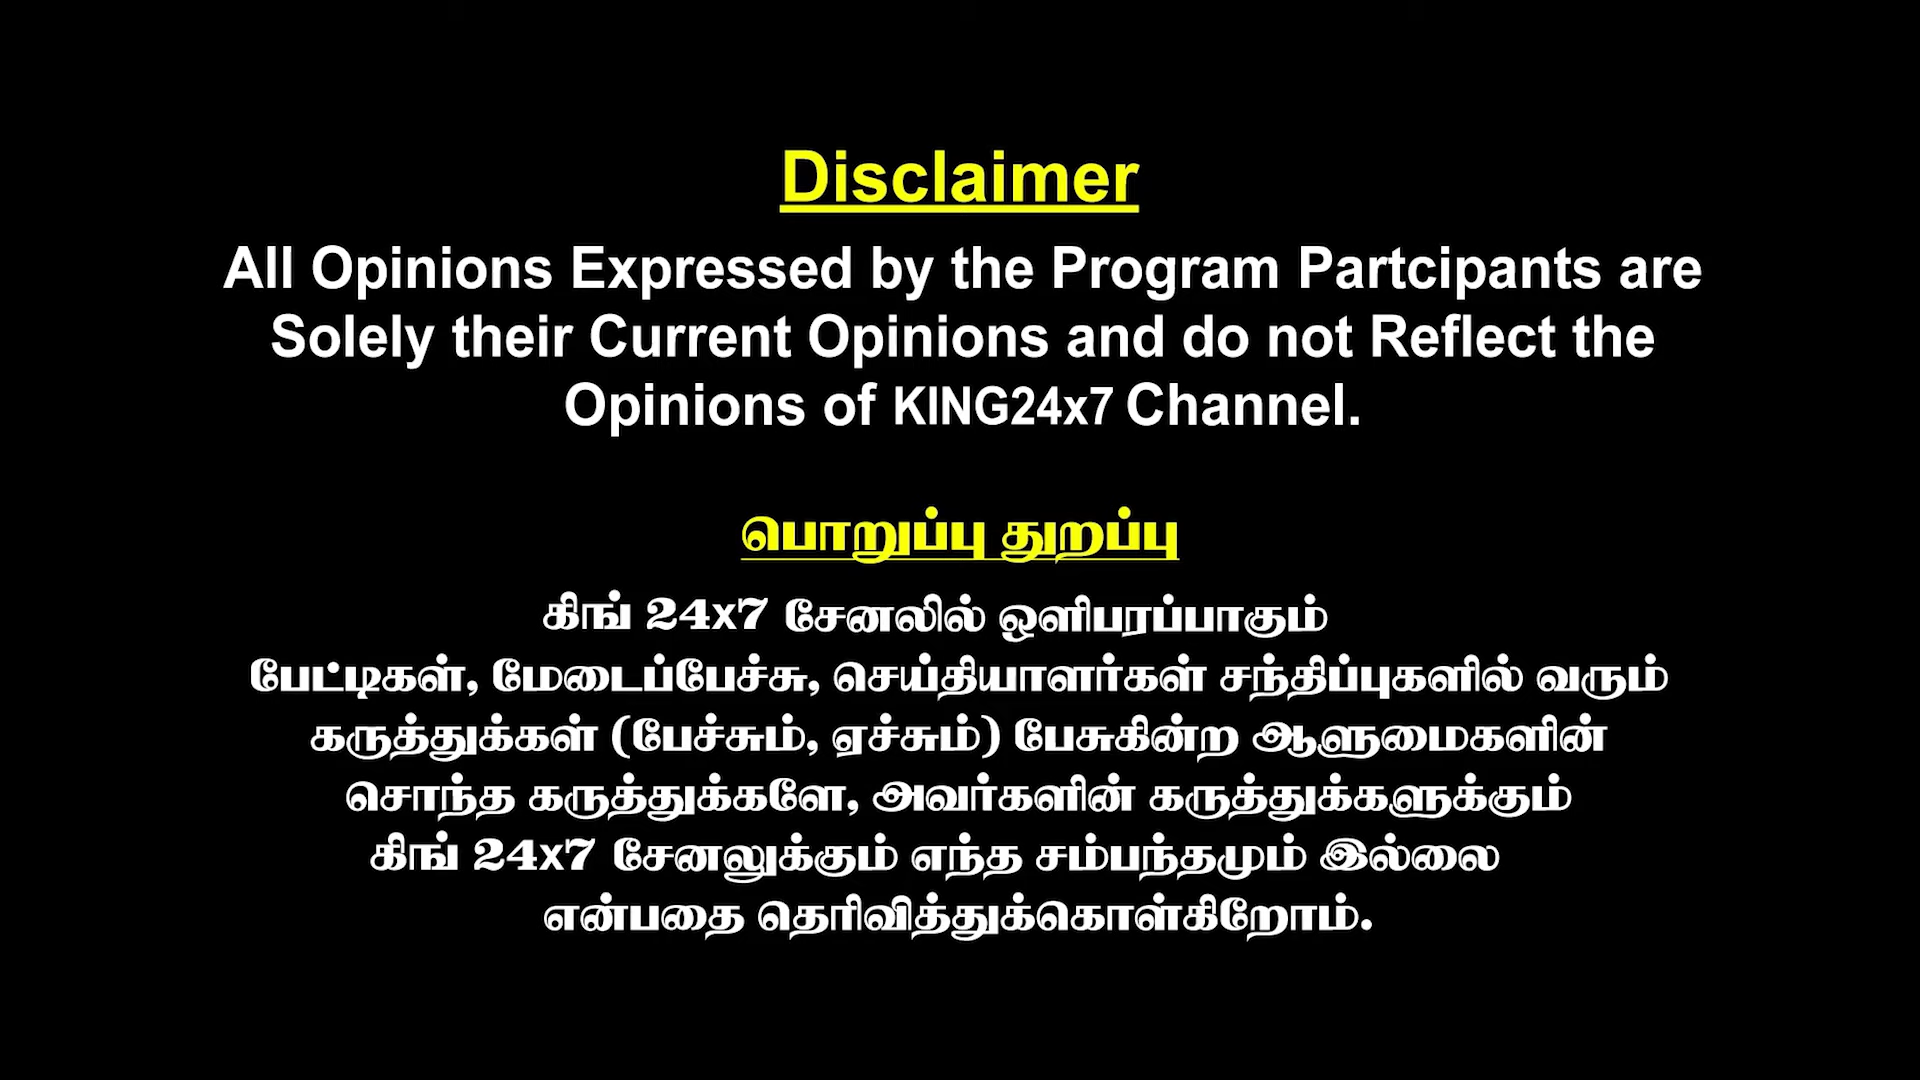 Disclaimer
All Opinions Expressed by the Program Partcipants are
Solely their Current Opinions and do not Reflect the
Opinions of KING24x7 Channel.
பொறுப்பு துறப்பு
கிங் 24x7 சேனலில் ஒளிபரப்பாகும்
பேட்டிகள், மேடைப்பேச்சு, செய்தியாளர்கள் சந்திப்புகளில் வரும்
கருத்துக்கள் (பேச்சும், ஏச்சும்) பேசுகின்ற ஆளுமைகளின்
சொந்த கருத்துக்களே, அவர்களின் கருத்துக்களுக்கும்
கிங் 24x7 சேனலுக்கும் எந்த சம்பந்தமும் இல்லை
என்பதை தெரிவித்துக்கொள்கிறோம்.